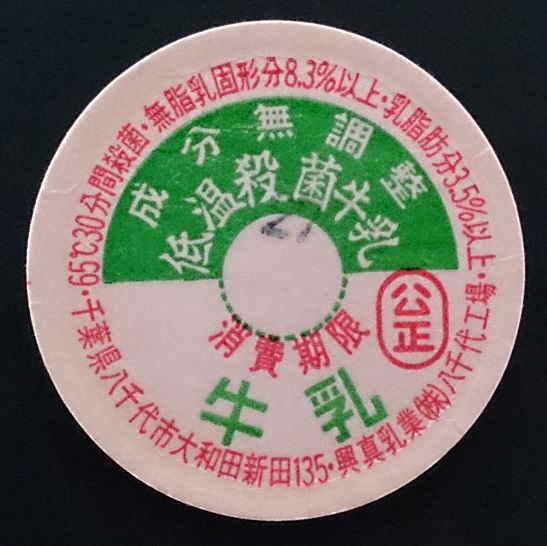 無脂乳固形分8.3%以上・乳脂肪分3.5%以上・
千葉県八千代市大和田新田135・興真乳業㈱八千代工場・
65℃30分間殺菌・
成分無調整
低温殺菌牛乳
27
消費期限
公正
牛乳